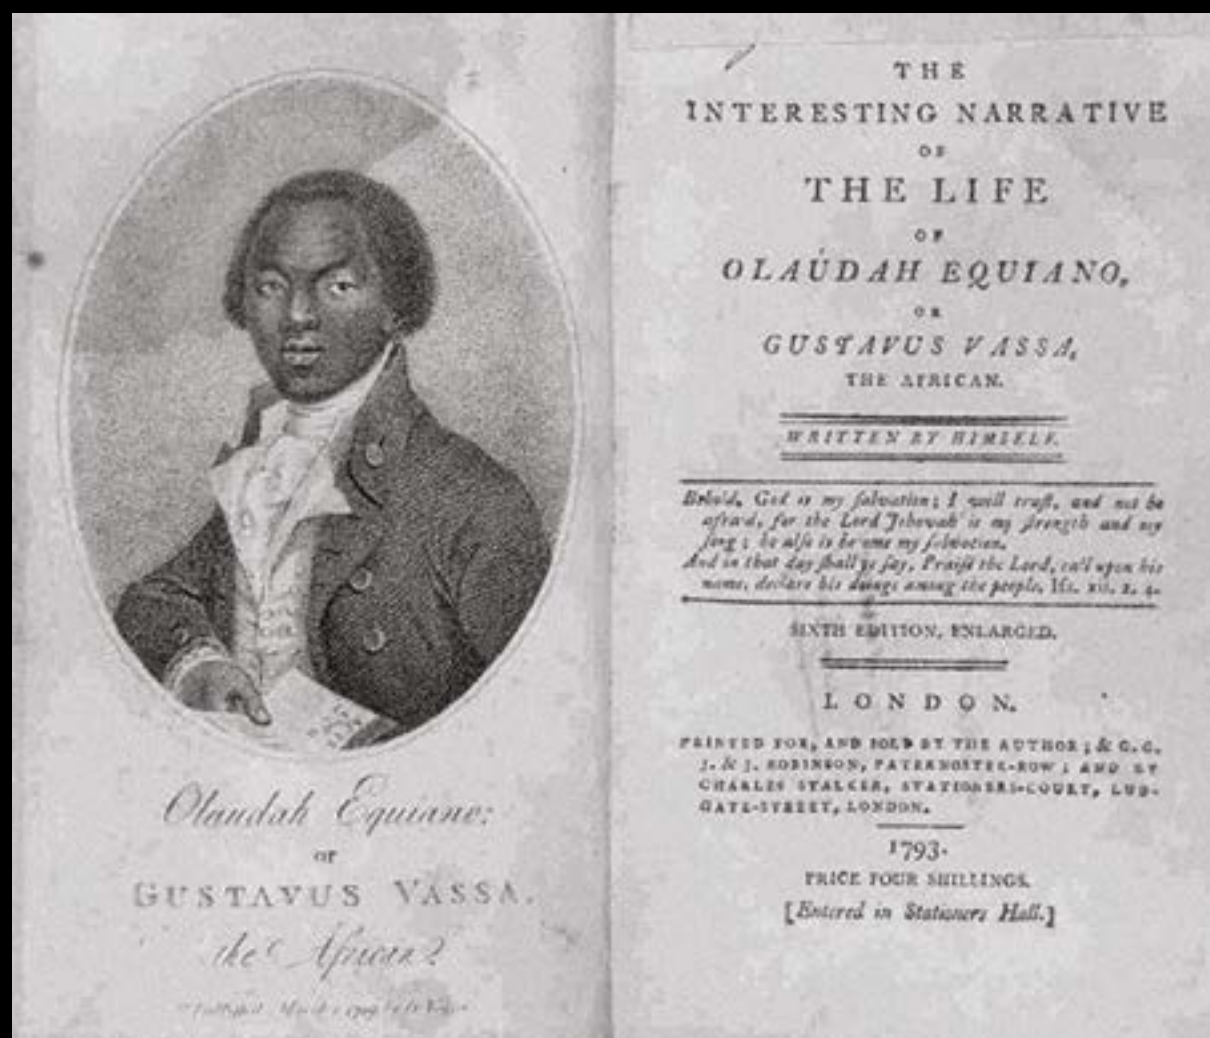 Olaudah Equiano:
or
GUSTAVUS VASSA.
the African
THE
INTERESTING NARRATIVE
OF
THE LIFE
OF
OLAÚDAH EQUIANO,
OR
GUSTAVUS VASSA,
THE AFRICAN.
WRITTEN BY HIMSELF.
Behold, God is my ſalvation; I will truſt, and not be
afraid, for the Lord Jehovah is my ſtrength and my
ſong; he alſo is become my ſalvation.
And in that day ſhall ye ſay, Praiſe the Lord, call upon his
name, declare his doings among the people, Iſa. xii. 2. 4.
SIXTH EDITION, ENLARGED.
LONDON.
PRINTED FOR, AND SOLD BY THE AUTHOR; & G. G.
J. & J. ROBINSON, PATERNOSTER-ROW; AND BY
CHARLES STALKER, STATIONERS-COURT, LUD-
GATE-STREET, LONDON.
1793.
PRICE FOUR SHILLINGS.
[Entered in Stationers Hall.]